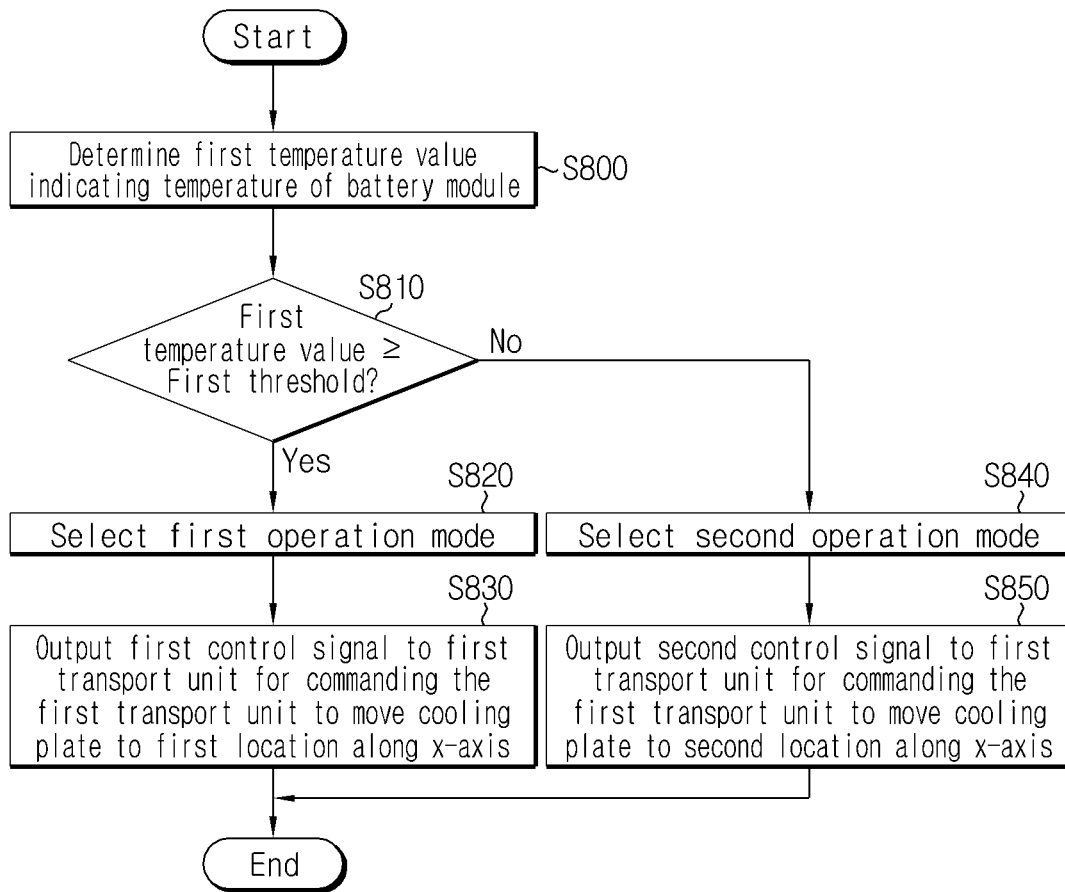 Start
Determine first temperature value
indicating temperature of battery module
S800
S810
First
temperature value ≥
First threshold?
No
Yes
S820
Select first operation mode
S840
Select second operation mode
S830
Output first control signal to first
transport unit for commanding the
first transport unit to move cooling
plate to first location along x-axis
S850
Output second control signal to first
transport unit for commanding the
first transport unit to move cooling
plate to second location along x-axis
End